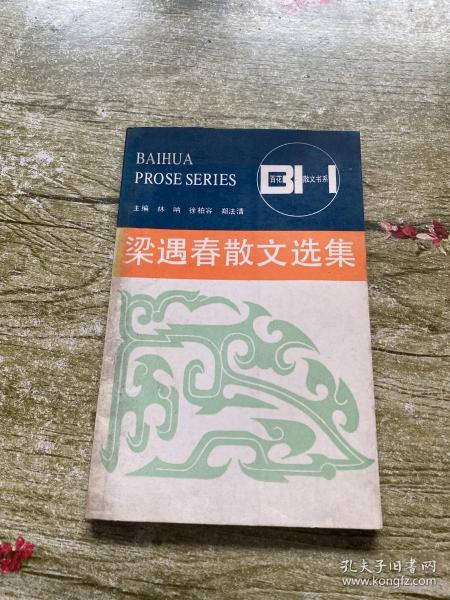 BAIHUA
PROSE SERIES
BH
百花散文书系
主编 林呐 徐柏容 郑法清
梁遇春散文选集
孔夫子旧书网
www.kongfz.com